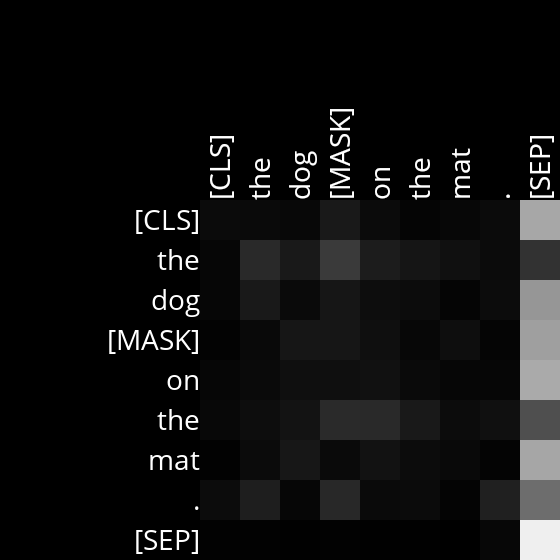 [CLS] the dog [MASK] on the mat . [SEP]
[CLS]
the
dog
[MASK]
on
the
mat
.
[SEP]